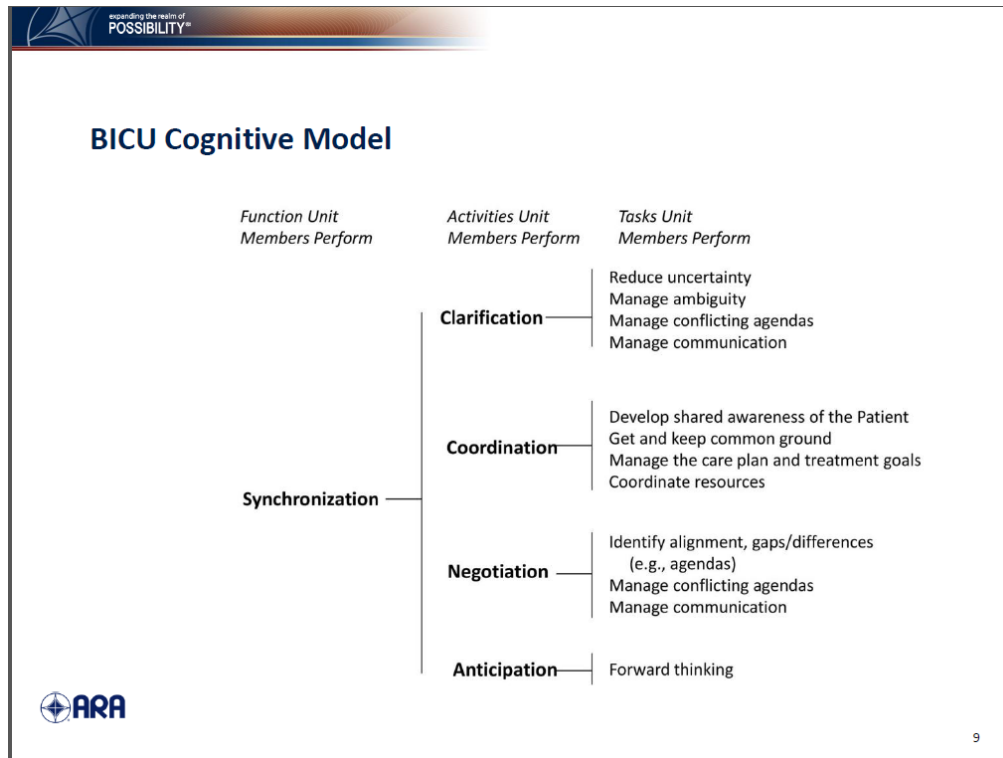 expanding the realm of
POSSIBILITY
BICU Cognitive Model
Function Unit
Members Perform
Activities Unit
Members Perform
Tasks Unit
Members Perform
Synchronization
Clarification
Reduce uncertainty
Manage ambiguity
Manage conflicting agendas
Manage communication
Coordination
Develop shared awareness of the Patient
Get and keep common ground
Manage the care plan and treatment goals
Coordinate resources
Negotiation
Identify alignment, gaps/differences
(e.g., agendas)
Manage conflicting agendas
Manage communication
Anticipation
Forward thinking
ARA
9